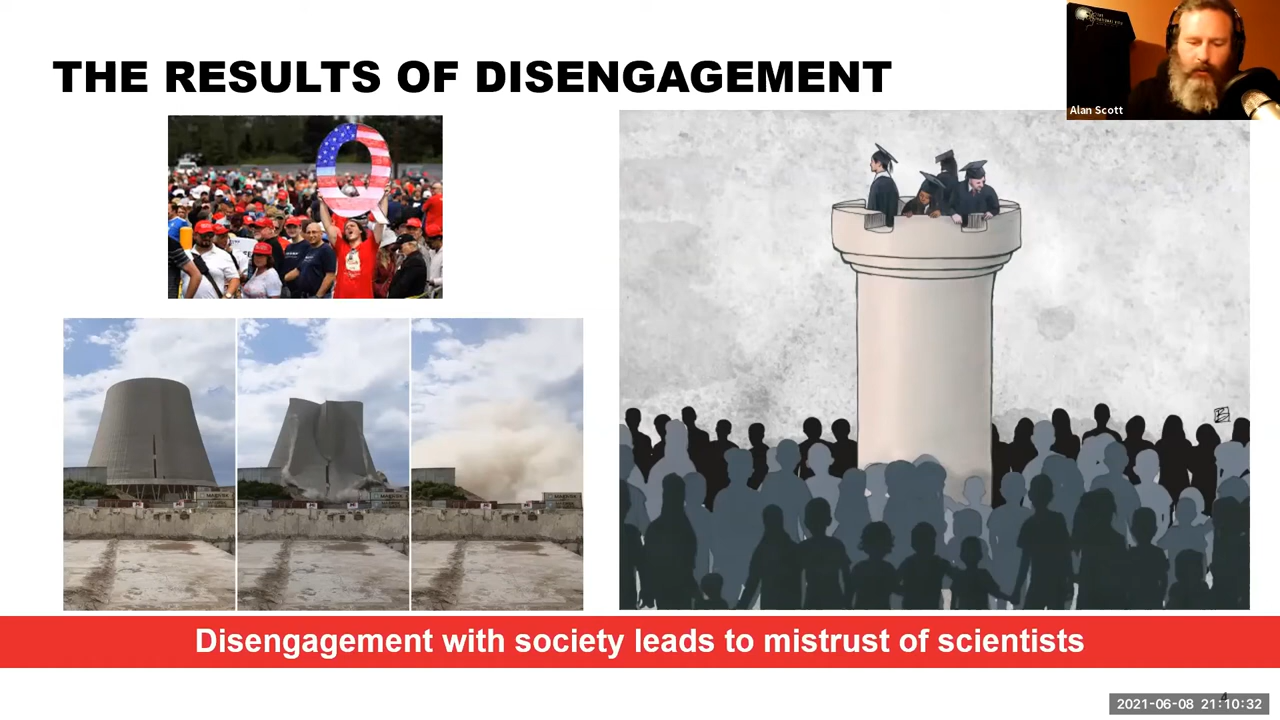 THE RESULTS OF DISENGAGEMENT
Alan Scott
Disengagement with society leads to mistrust of scientists
4
2021-06-08 21:10:32